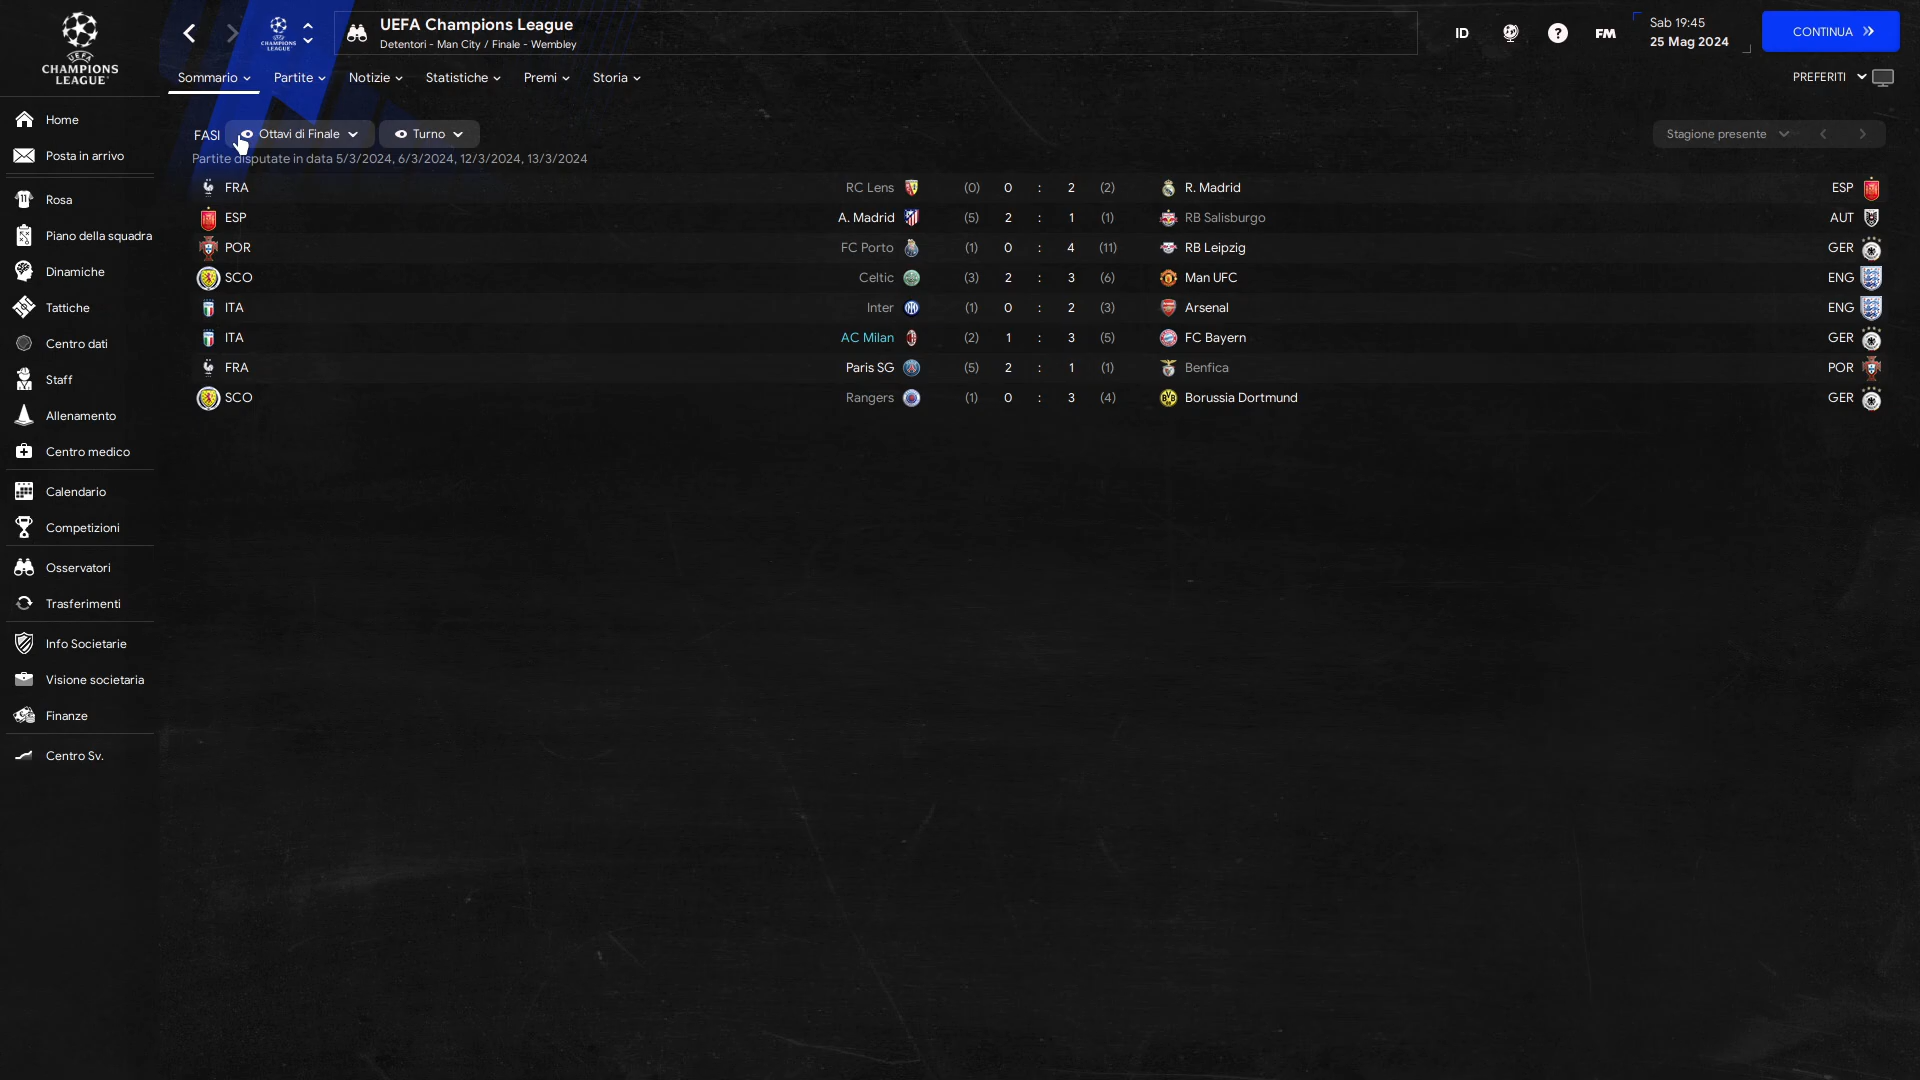 UEFA Champions League
Detentori - Man City / Finale - Wembley
CHAMPIONS LEAGUE
ID
?
FM
Sab 19:45
25 Mag 2024
CONTINUA
UEFA
CHAMPIONS
LEAGUE
Sommario
Partite
Notizie
Statistiche
Premi
Storia
PREFERITI
Home
Posta in arrivo
Rosa
Piano della squadra
Dinamiche
Tattiche
Centro dati
Staff
Allenamento
Centro medico
Calendario
Competizioni
Osservatori
Trasferimenti
Info Societarie
Visione societaria
Finanze
Centro Sv.
FASI Ottavi di Finale Turno
Stagione presente
Partite disputate in data 5/3/2024, 6/3/2024, 12/3/2024, 13/3/2024
FRA RC Lens (0) 0 : 2 (2) R. Madrid ESP
ESP A. Madrid (5) 2 : 1 (1) RB Salisburgo AUT
POR FC Porto (1) 0 : 4 (11) RB Leipzig GER
SCO Celtic (3) 2 : 3 (6) Man UFC ENG
ITA Inter (1) 0 : 2 (3) Arsenal ENG
ITA AC Milan (2) 1 : 3 (5) FC Bayern GER
FRA Paris SG (5) 2 : 1 (1) Benfica POR
SCO Rangers (1) 0 : 3 (4) Borussia Dortmund GER